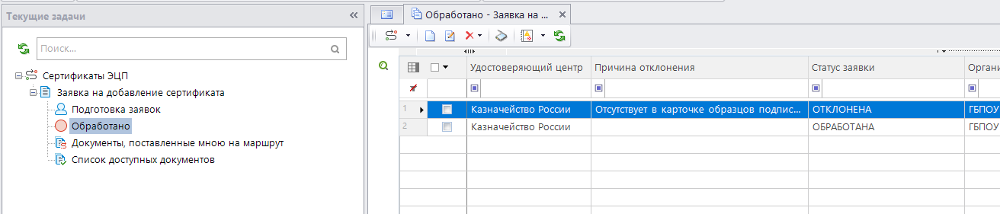 Текущие задачи
Поиск...
Сертификаты ЭЦП
Заявка на добавление сертификата
Подготовка заявок
Обработано
Документы, поставленные мною на маршрут
Список доступных документов
Обработано - Заявка на ...
Удостоверяющий центр Причина отклонения Статус заявки Органи
1 Казначейство России Отсутствует в карточке образцов подпис... ОТКЛОНЕНА ГБПОУ
2 Казначейство России ОБРАБОТАНА ГБПОУ